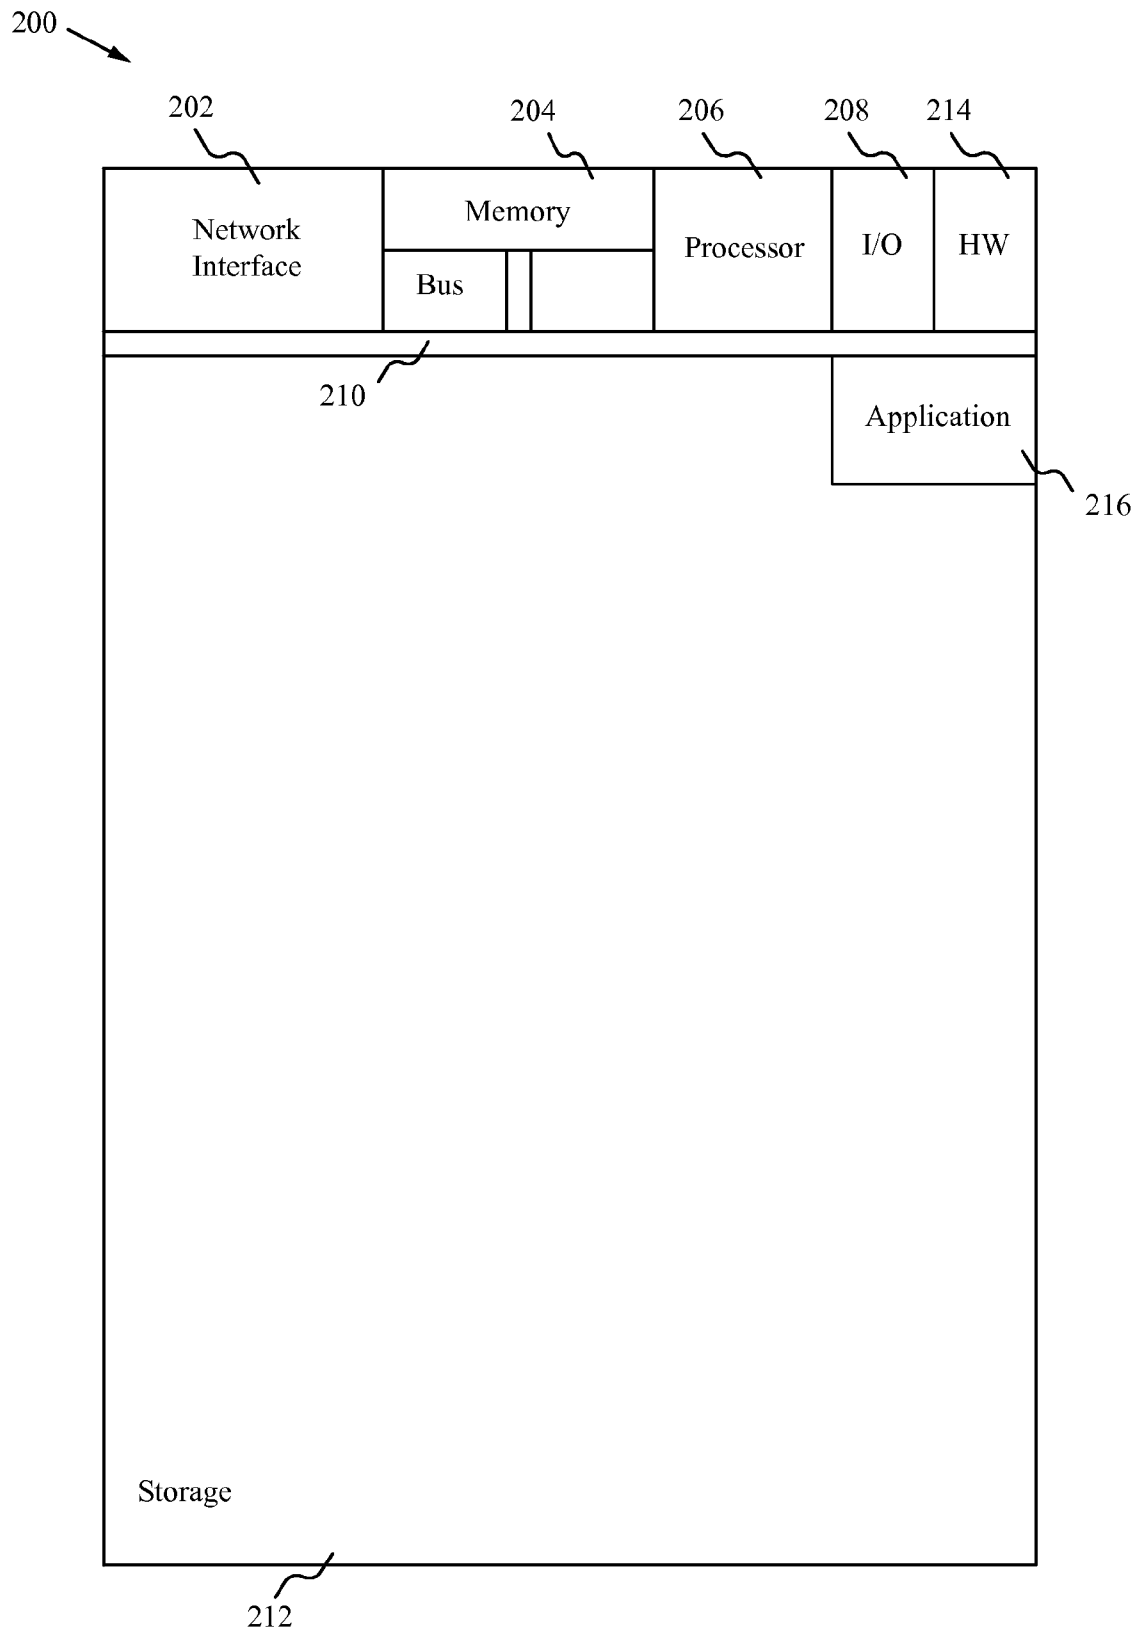 200
202
204
206
208
214
Network
Interface
Memory
Bus
Processor
I/O
HW
210
Application
216
Storage
212